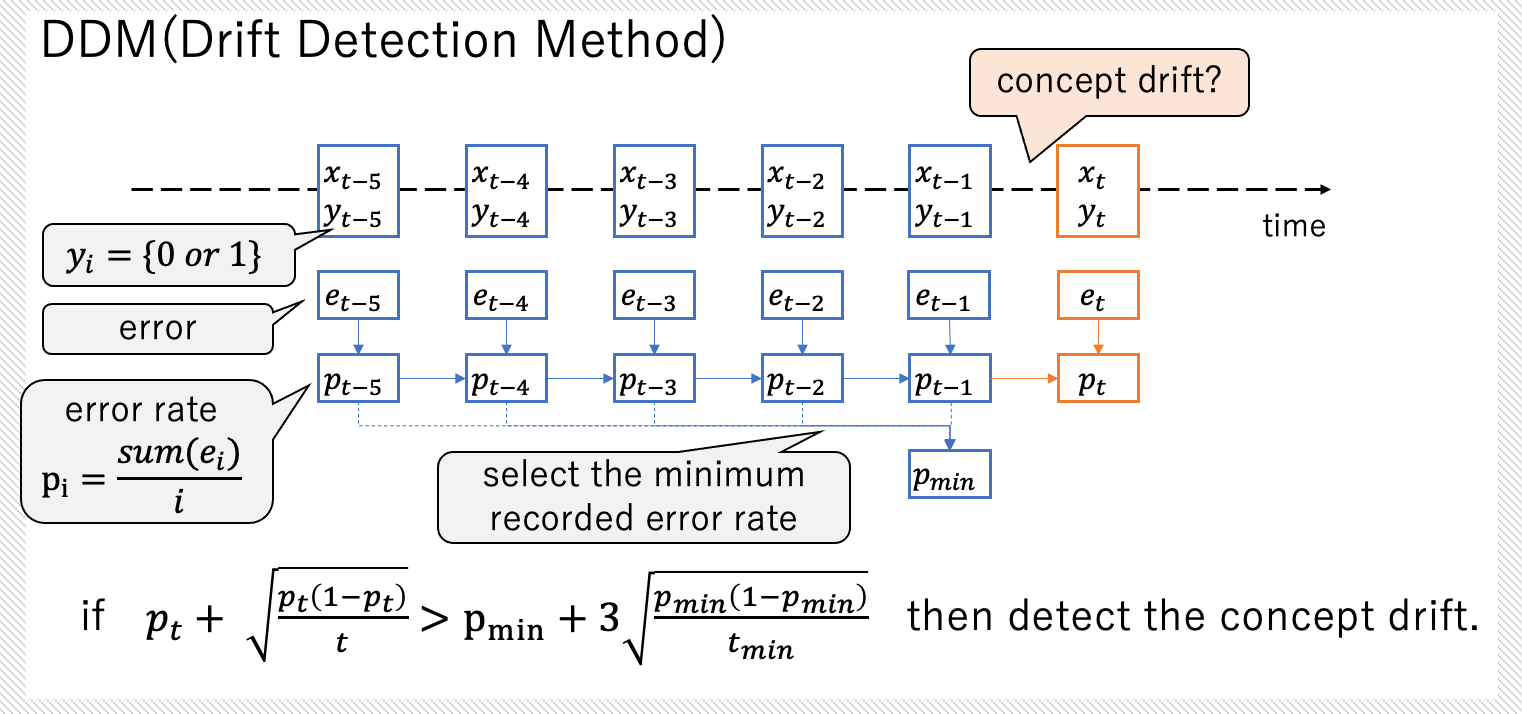 DDM(Drift Detection Method)
concept drift?
x_{t−5} x_{t−4} x_{t−3} x_{t−2} x_{t−1} x_t
y_{t−5} y_{t−4} y_{t−3} y_{t−2} y_{t−1} y_t
time
y_i = {0 or 1}
e_{t−5} e_{t−4} e_{t−3} e_{t−2} e_{t−1} e_t
error
p_{t−5} p_{t−4} p_{t−3} p_{t−2} p_{t−1} p_t
error rate
p_i = \frac{sum(e_i)}{i}
select the minimum
recorded error rate
p_{min}
if p_t + \sqrt{\frac{p_t(1−p_t)}{t}} > p_{min} + 3\sqrt{\frac{p_{min}(1−p_{min})}{t_{min}}} then detect the concept drift.